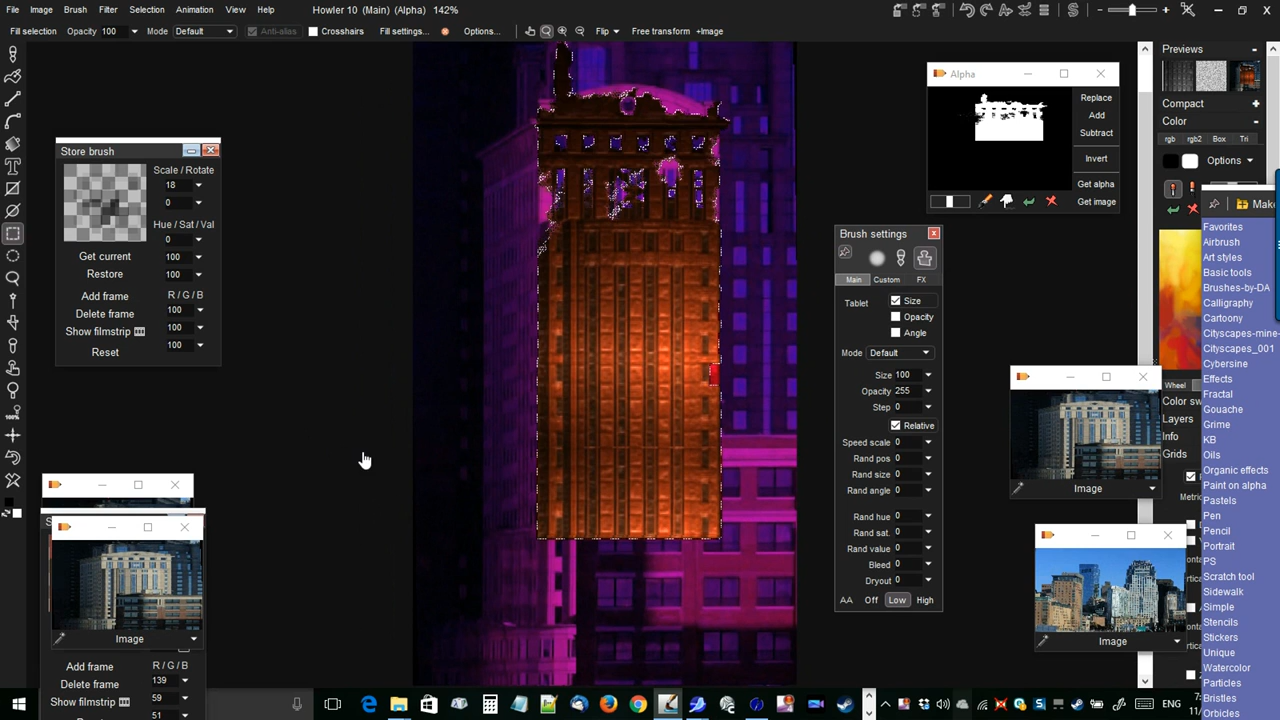 File Image Brush Filter Selection Animation View Help Howler 10 (Main) (Alpha) 142%
Fill selection Opacity 100 Mode Default Anti-alias Crosshairs Fill settings... Options... Flip Free transform +Image
Store brush
Scale / Rotate
18
0
Hue / Sat / Val
0
Get current 100
Restore 100
Add frame R / G / B
Delete frame 100
Show filmstrip 100
Reset 100
Image
Add frame R / G / B
Delete frame 139
Show filmstrip 59
51
Alpha
Replace
Add
Subtract
Invert
Get alpha
Get image
Brush settings
Main Custom FX
Tablet Size
Opacity
Angle
Mode Default
Size 100
Opacity 255
Step 0
Relative
Speed scale 0
Rand pos 0
Rand size 0
Rand angle 0
Rand hue 0
Rand sat. 0
Rand value 0
Bleed 0
Dryout 0
AA Off Low High
Image
Image
Previews
Compact
Color
rgb rgb2 Box Tri
Options
Wheel
Color sw
Layers
Info
Grids
Metric
Favorites
Airbrush
Art styles
Basic tools
Brushes-by-DA
Calligraphy
Cartoony
Cityscapes-mine-
Cityscapes_001
Cybersine
Effects
Fractal
Gouache
Grime
KB
Oils
Organic effects
Paint on alpha
Pastels
Pen
Pencil
Portrait
PS
Scratch tool
Sidewalk
Simple
Stencils
Stickers
Unique
Watercolor
Particles
Bristles
Orbicles